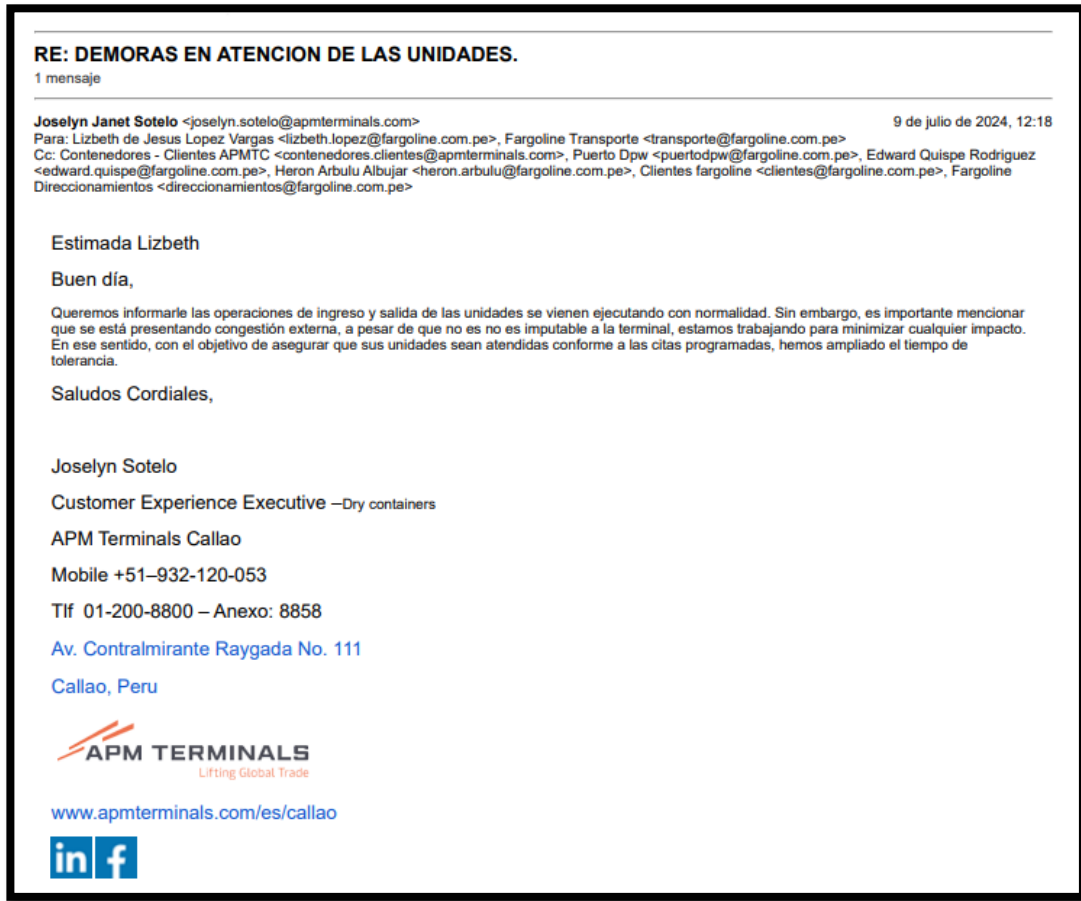 RE: DEMORAS EN ATENCION DE LAS UNIDADES.
1 mensaje
Joselyn Janet Sotelo <joselyn.sotelo@apmterminals.com> 9 de julio de 2024, 12:18
Para: Lizbeth de Jesus Lopez Vargas <lizbeth.lopez@fargoline.com.pe>, Fargoline Transporte <transporte@fargoline.com.pe>
Cc: Contenedores - Clientes APMTC <contenedores.clientes@apmterminals.com>, Puerto Dpw <puertodpw@fargoline.com.pe>, Edward Quispe Rodriguez
<edward.quispe@fargoline.com.pe>, Heron Arbulu Albujar <heron.arbulu@fargoline.com.pe>, Clientes fargoline <clientes@fargoline.com.pe>, Fargoline
Direccionamientos <direccionamientos@fargoline.com.pe>
Estimada Lizbeth
Buen día,
Queremos informarle las operaciones de ingreso y salida de las unidades se vienen ejecutando con normalidad. Sin embargo, es importante mencionar
que se está presentando congestión externa, a pesar de que no es no es imputable a la terminal, estamos trabajando para minimizar cualquier impacto.
En ese sentido, con el objetivo de asegurar que sus unidades sean atendidas conforme a las citas programadas, hemos ampliado el tiempo de
tolerancia.
Saludos Cordiales,
Joselyn Sotelo
Customer Experience Executive –Dry containers
APM Terminals Callao
Mobile +51–932-120-053
Tlf 01-200-8800 – Anexo: 8858
Av. Contralmirante Raygada No. 111
Callao, Peru
APM TERMINALS
Lifting Global Trade
www.apmterminals.com/es/callao
in f